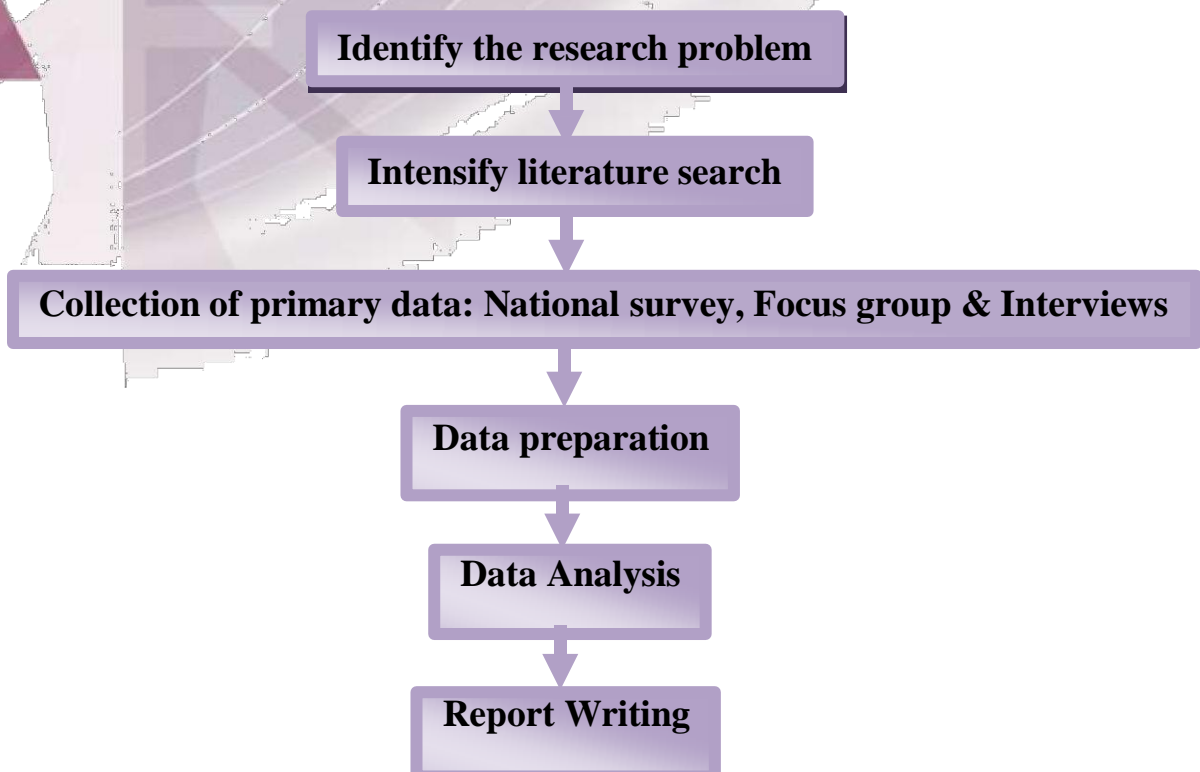 Identify the research problem
Intensify literature search
Collection of primary data: National survey, Focus group & Interviews
Data preparation
Data Analysis
Report Writing